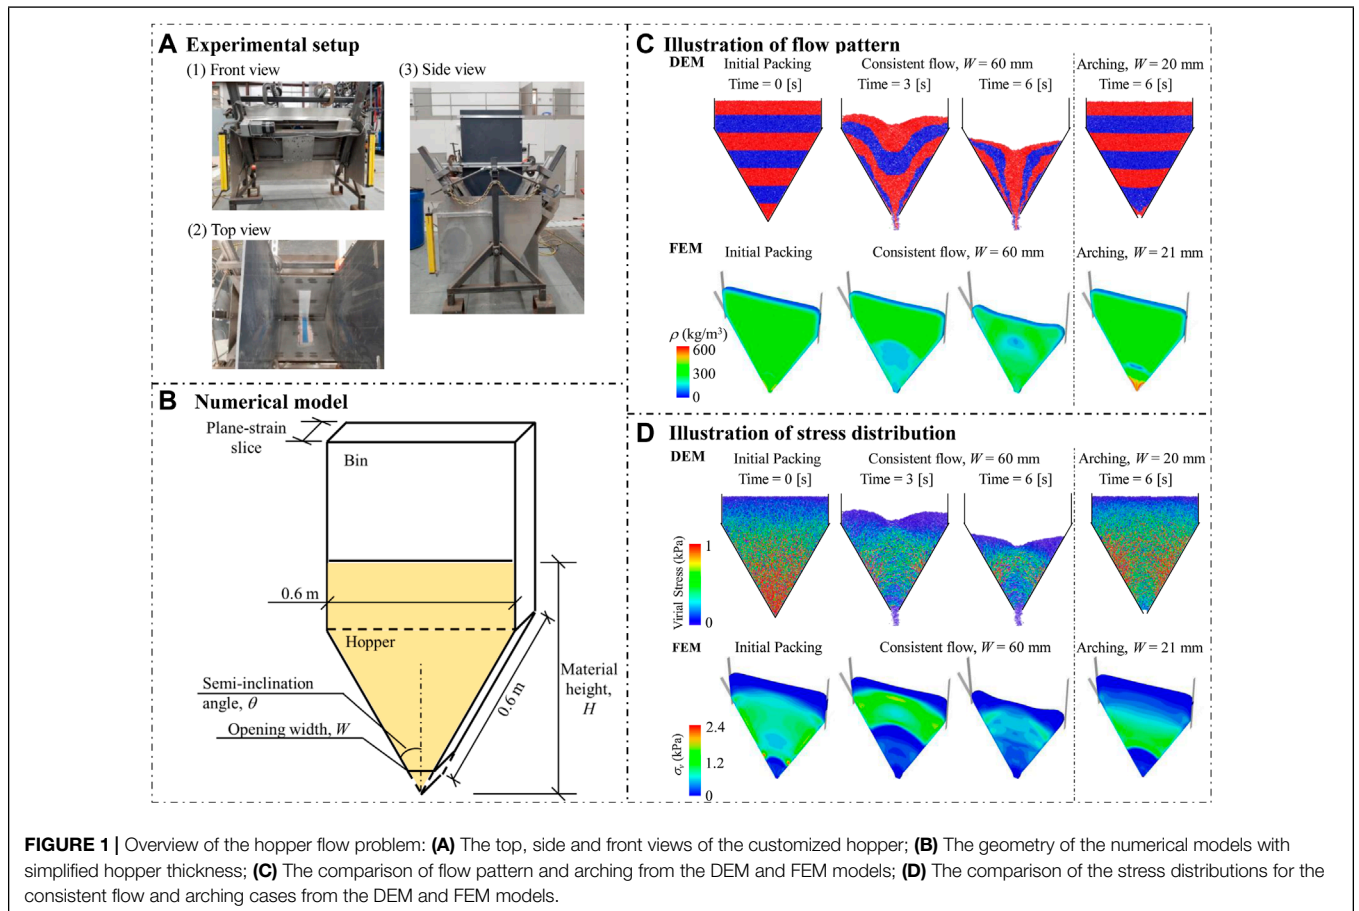 A Experimental setup
(1) Front view
(3) Side view
(2) Top view
B Numerical model
Plane-strain
slice
Bin
0.6 m
Hopper
Semi-inclination
angle, θ
Opening width, W
0.6 m
Material
height,
H
C Illustration of flow pattern
DEM Initial Packing Consistent flow, W = 60 mm Arching, W = 20 mm
Time = 0 [s] Time = 3 [s] Time = 6 [s] Time = 6 [s]
FEM Initial Packing Consistent flow, W = 60 mm Arching, W = 21 mm
ρ (kg/m³)
600
300
0
D Illustration of stress distribution
DEM Initial Packing Consistent flow, W = 60 mm Arching, W = 20 mm
Time = 0 [s] Time = 3 [s] Time = 6 [s] Time = 6 [s]
Virial Stress (kPa)
1
0
FEM Initial Packing Consistent flow, W = 60 mm Arching, W = 21 mm
σᵥ (kPa)
2.4
1.2
0
FIGURE 1 | Overview of the hopper flow problem: (A) The top, side and front views of the customized hopper; (B) The geometry of the numerical models with
simplified hopper thickness; (C) The comparison of flow pattern and arching from the DEM and FEM models; (D) The comparison of the stress distributions for the
consistent flow and arching cases from the DEM and FEM models.